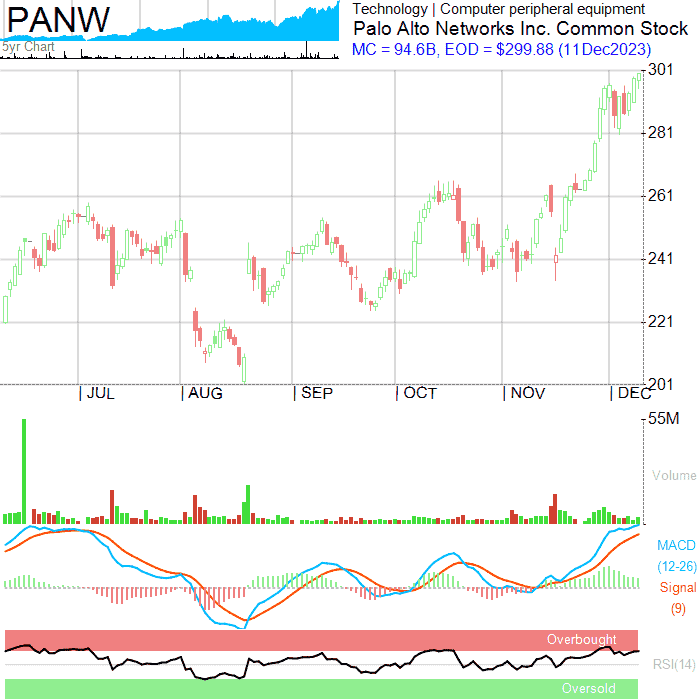 PANW
5yr Chart
Technology | Computer peripheral equipment
Palo Alto Networks Inc. Common Stock
MC = 94.6B, EOD = $299.88 (11Dec2023)
301
281
261
241
221
201
| JUL | AUG | SEP | OCT | NOV | DEC
55M
Volume
MACD
(12-26)
Signal
(9)
Overbought
RSI(14)
Oversold